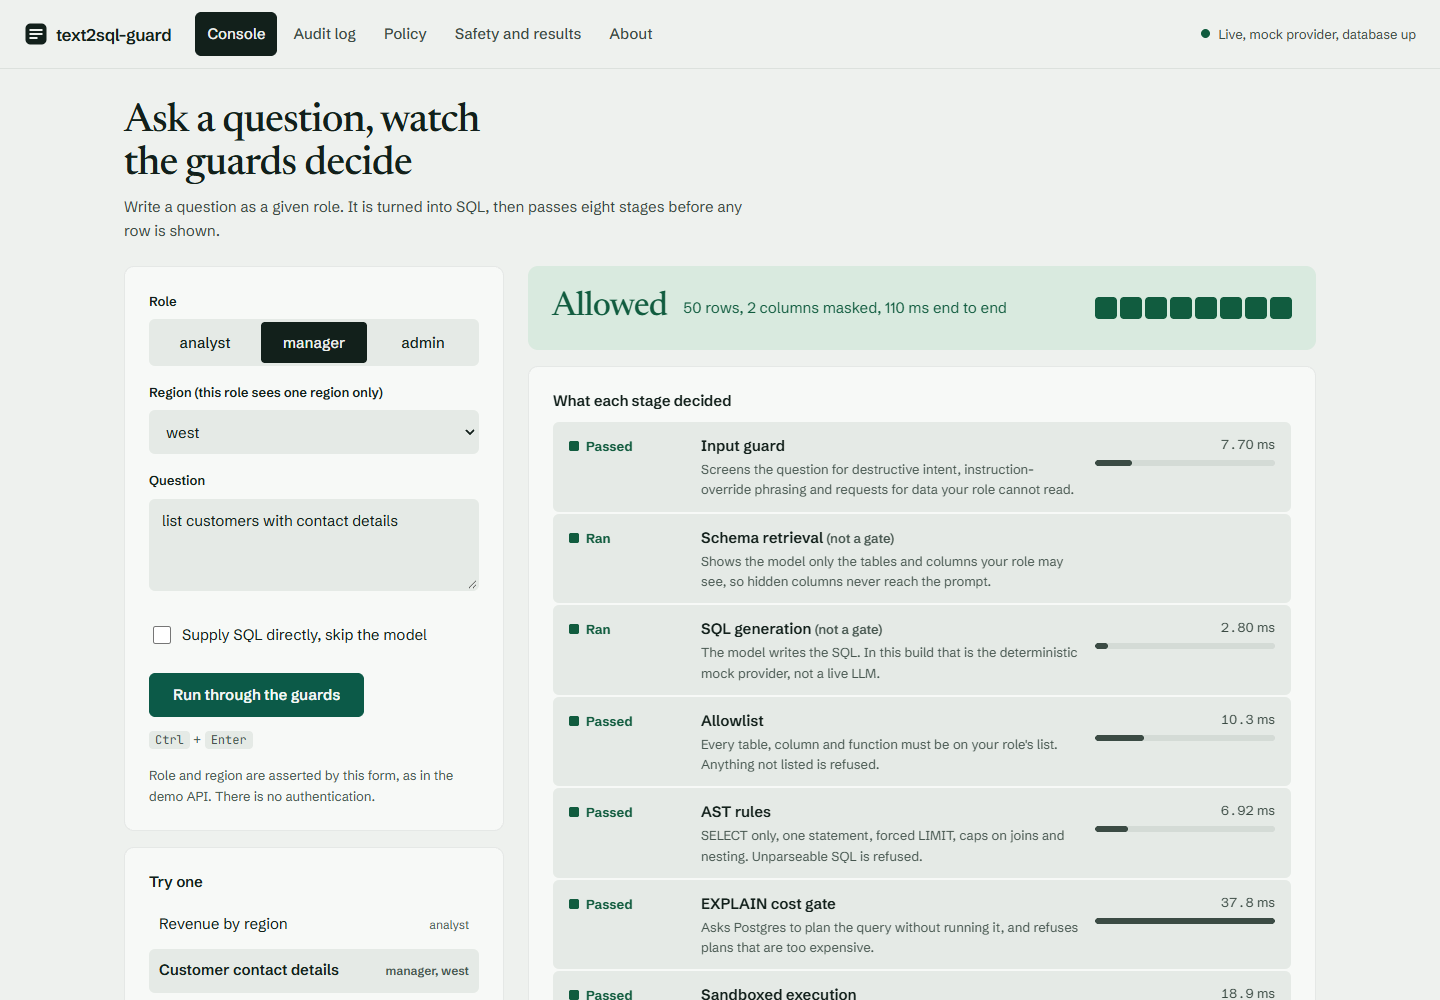 text2sql-guard
Console
Audit log
Policy
Safety and results
About
Live, mock provider, database up
Ask a question, watch
the guards decide
Write a question as a given role. It is turned into SQL, then passes eight stages before any
row is shown.
Role
analyst
manager
admin
Region (this role sees one region only)
west
Question
list customers with contact details
Supply SQL directly, skip the model
Run through the guards
Ctrl + Enter
Role and region are asserted by this form, as in the
demo API. There is no authentication.
Try one
Revenue by region
analyst
Customer contact details
manager, west
Allowed
50 rows, 2 columns masked, 110 ms end to end
What each stage decided
Passed
Input guard
7.70 ms
Screens the question for destructive intent, instruction-
override phrasing and requests for data your role cannot read.
Ran
Schema retrieval (not a gate)
Shows the model only the tables and columns your role may
see, so hidden columns never reach the prompt.
Ran
SQL generation (not a gate)
2.80 ms
The model writes the SQL. In this build that is the deterministic
mock provider, not a live LLM.
Passed
Allowlist
10.3 ms
Every table, column and function must be on your role's list.
Anything not listed is refused.
Passed
AST rules
6.92 ms
SELECT only, one statement, forced LIMIT, caps on joins and
nesting. Unparseable SQL is refused.
Passed
EXPLAIN cost gate
37.8 ms
Asks Postgres to plan the query without running it, and refuses
plans that are too expensive.
Passed
Sandboxed execution
18.9 ms